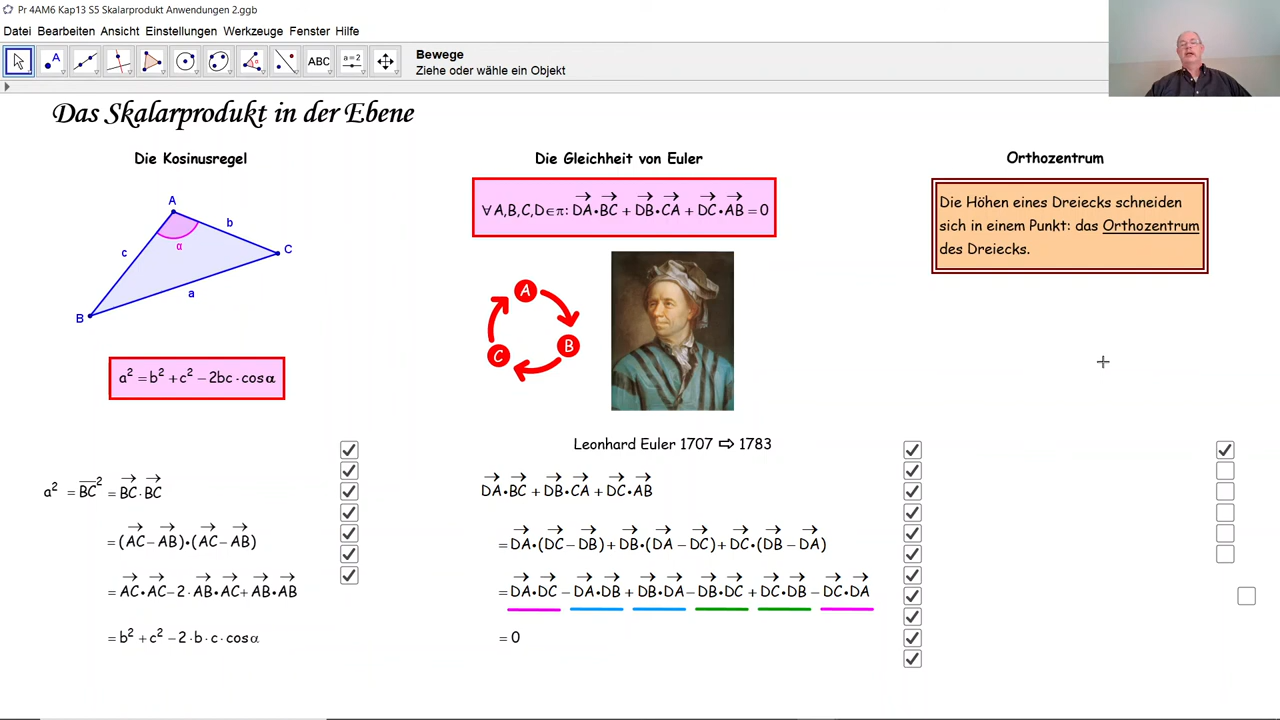 Pr 4AM6 Kap13 S5 Skalarprodukt Anwendungen 2.ggb
Datei Bearbeiten Ansicht Einstellungen Werkzeuge Fenster Hilfe
A
ABC
a=2
Bewege
Ziehe oder wähle ein Objekt
Das Skalarprodukt in der Ebene
Die Kosinusregel
A
b
α
c
C
a
B
a² = b² + c² − 2bc · cos α
a² = BC² = BC · BC
= (AC − AB) • (AC − AB)
= AC • AC − 2 · AB • AC + AB • AB
= b² + c² − 2 · b · c · cos α
Die Gleichheit von Euler
∀ A,B,C,D ∈ π: DA • BC + DB • CA + DC • AB = 0
A
B
C
Leonhard Euler 1707 ⇨ 1783
DA • BC + DB • CA + DC • AB
= DA • (DC − DB) + DB • (DA − DC) + DC • (DB − DA)
= DA • DC − DA • DB + DB • DA − DB • DC + DC • DB − DC • DA
= 0
Orthozentrum
Die Höhen eines Dreiecks schneiden
sich in einem Punkt: das Orthozentrum
des Dreiecks.